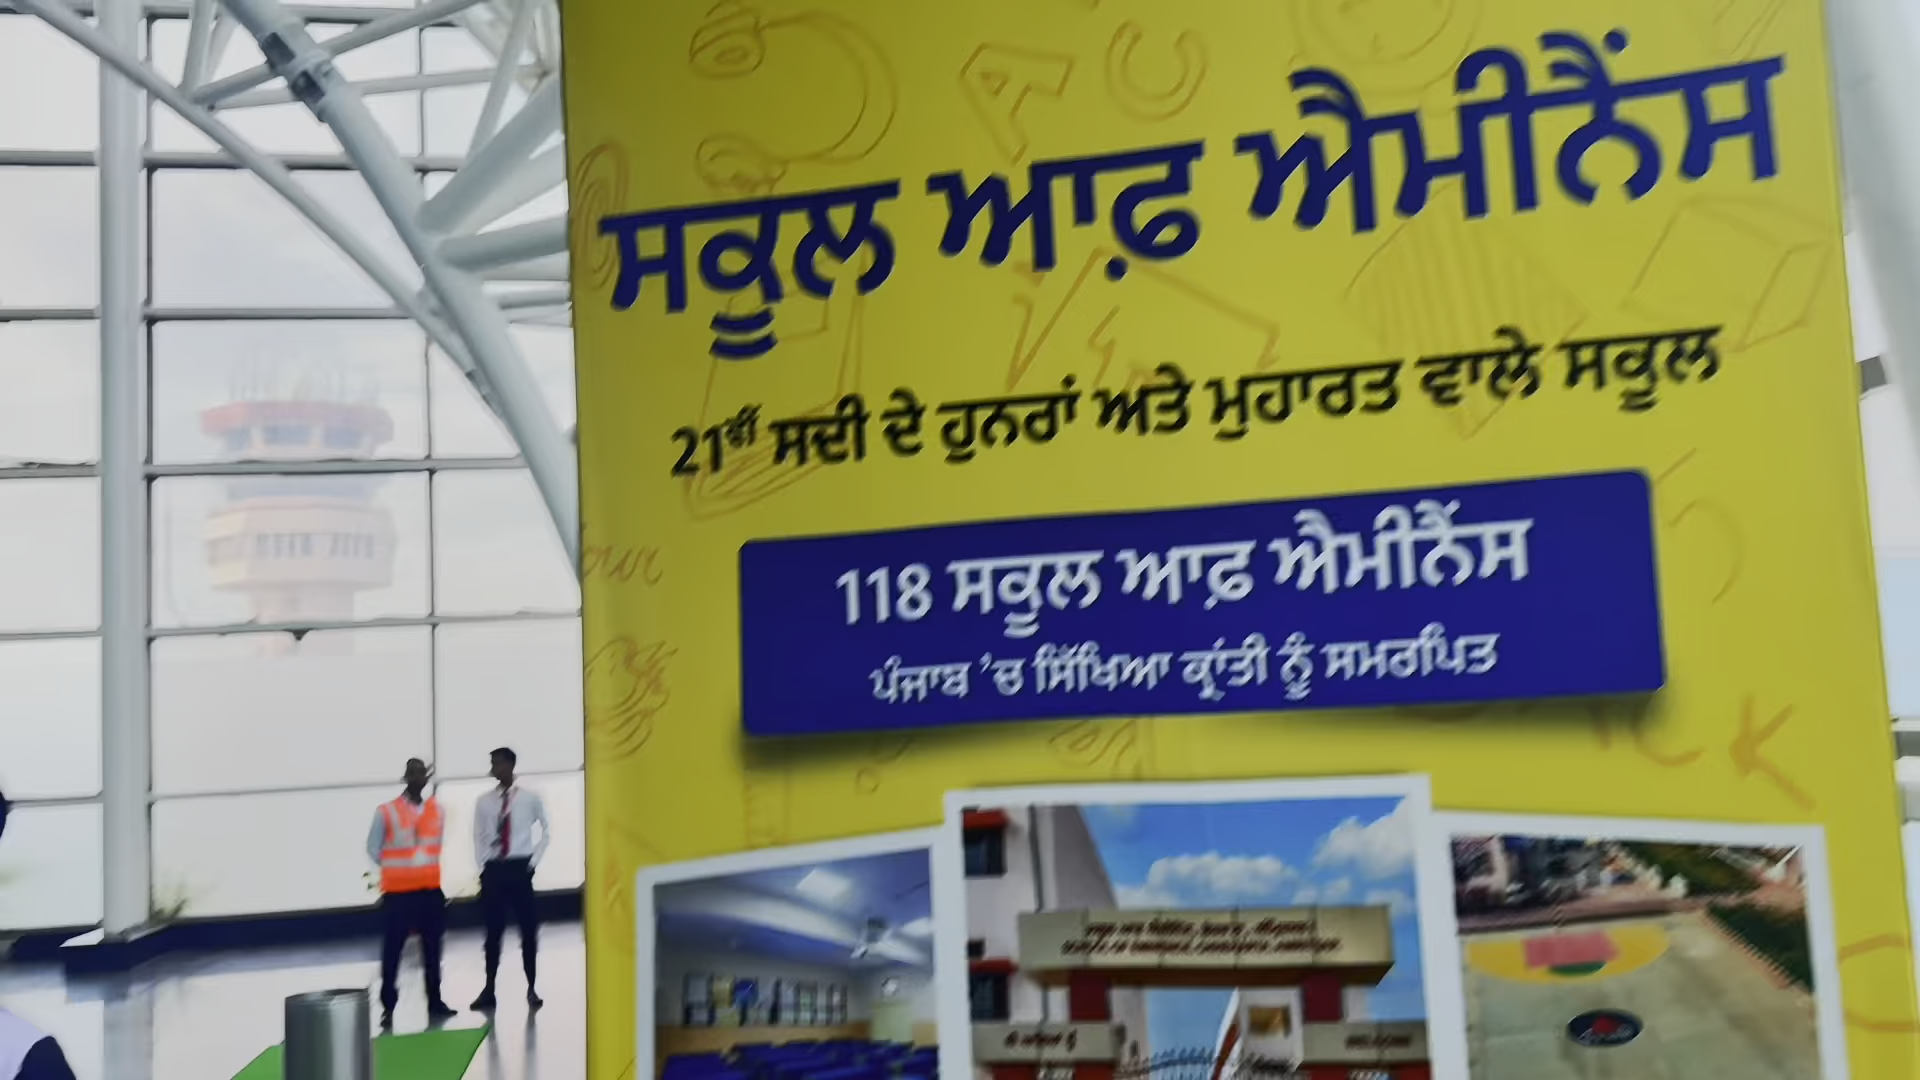 ਸਕੂਲ ਆਫ਼ ਐਮੀਨੈਂਸ
21ਵੀਂ ਸਦੀ ਦੇ ਹੁਨਰਾਂ ਅਤੇ ਮੁਹਾਰਤ ਵਾਲੇ ਸਕੂਲ
118 ਸਕੂਲ ਆਫ਼ ਐਮੀਨੈਂਸ
ਪੰਜਾਬ 'ਚ ਸਿੱਖਿਆ ਕ੍ਰਾਂਤੀ ਨੂੰ ਸਮਰਪਿਤ